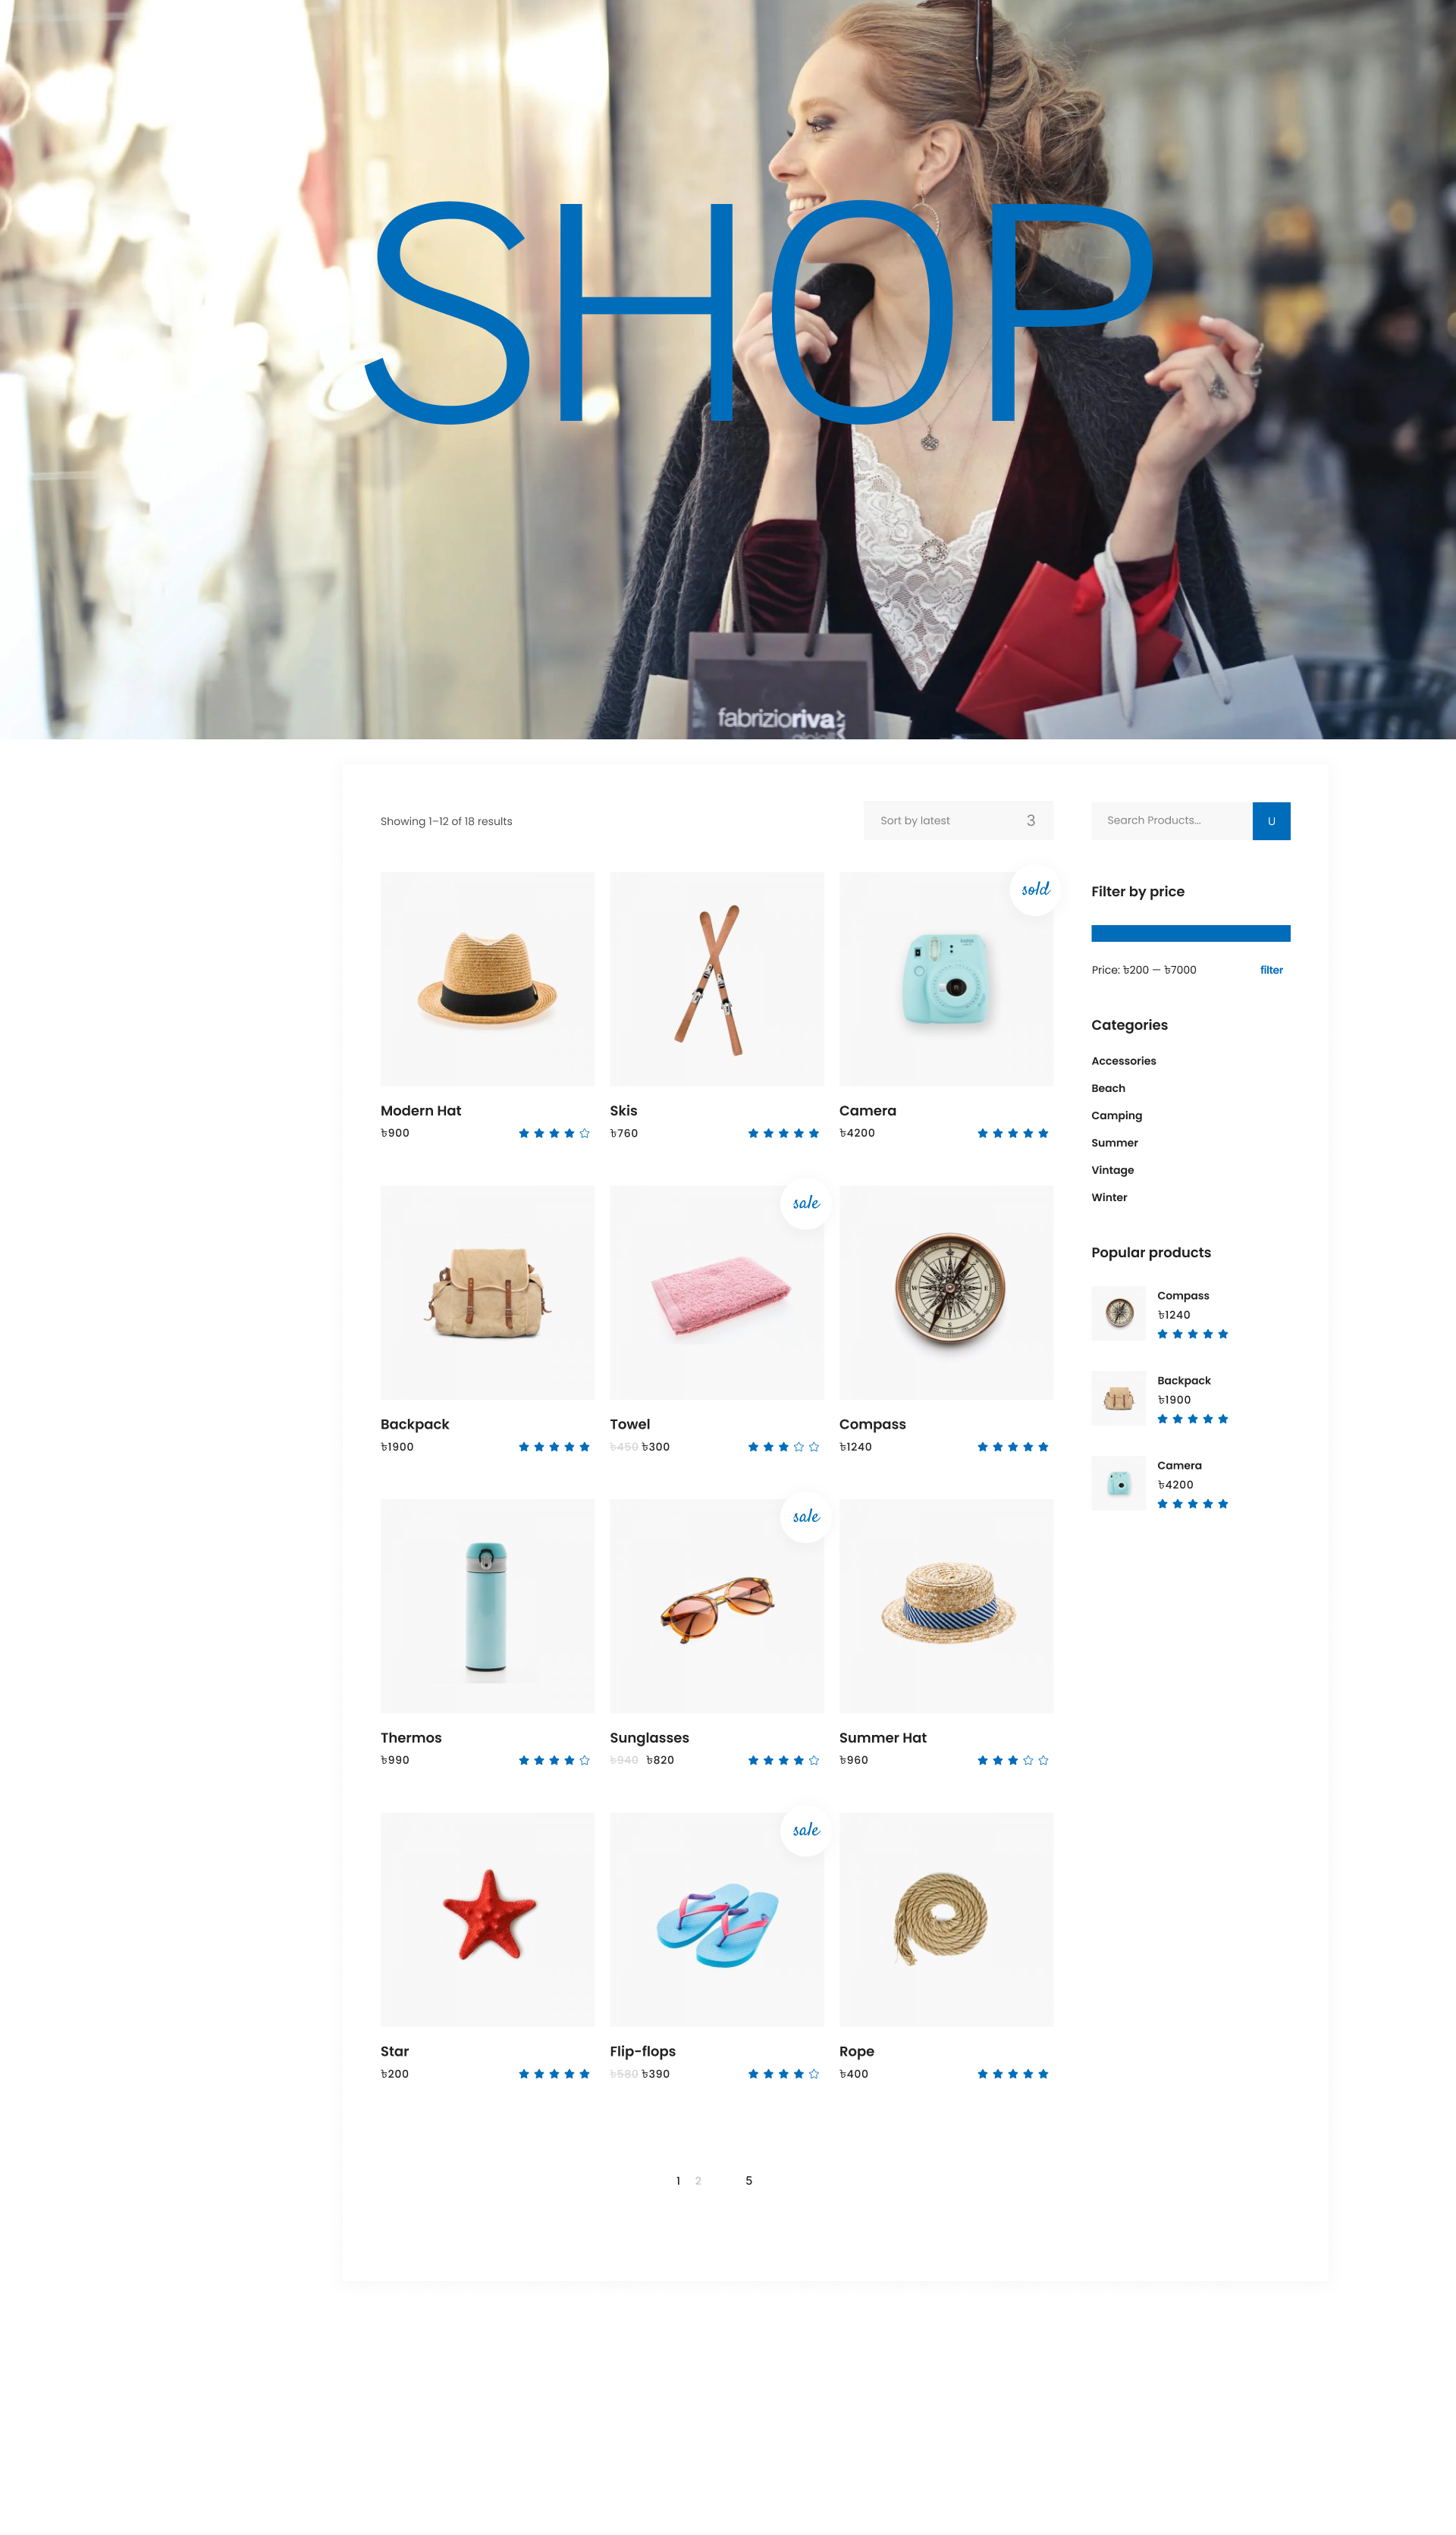 SHOP
fabrizioriva
gioielli
ITALY
Showing 1–12 of 18 results
Sort by latest 3
Search Products... U
sold
Filter by price
Price: ৳200 — ৳7000 filter
Modern Hat
৳900
Skis
৳760
Camera
৳4200
Categories
Accessories
Beach
Camping
Summer
Vintage
Winter
sale
Backpack
৳1900
Towel
৳450 ৳300
Compass
৳1240
Popular products
Compass
৳1240
Backpack
৳1900
Camera
৳4200
sale
Thermos
৳990
Sunglasses
৳940 ৳820
Summer Hat
৳960
sale
Star
৳200
Flip-flops
৳580 ৳390
Rope
৳400
1 2 5